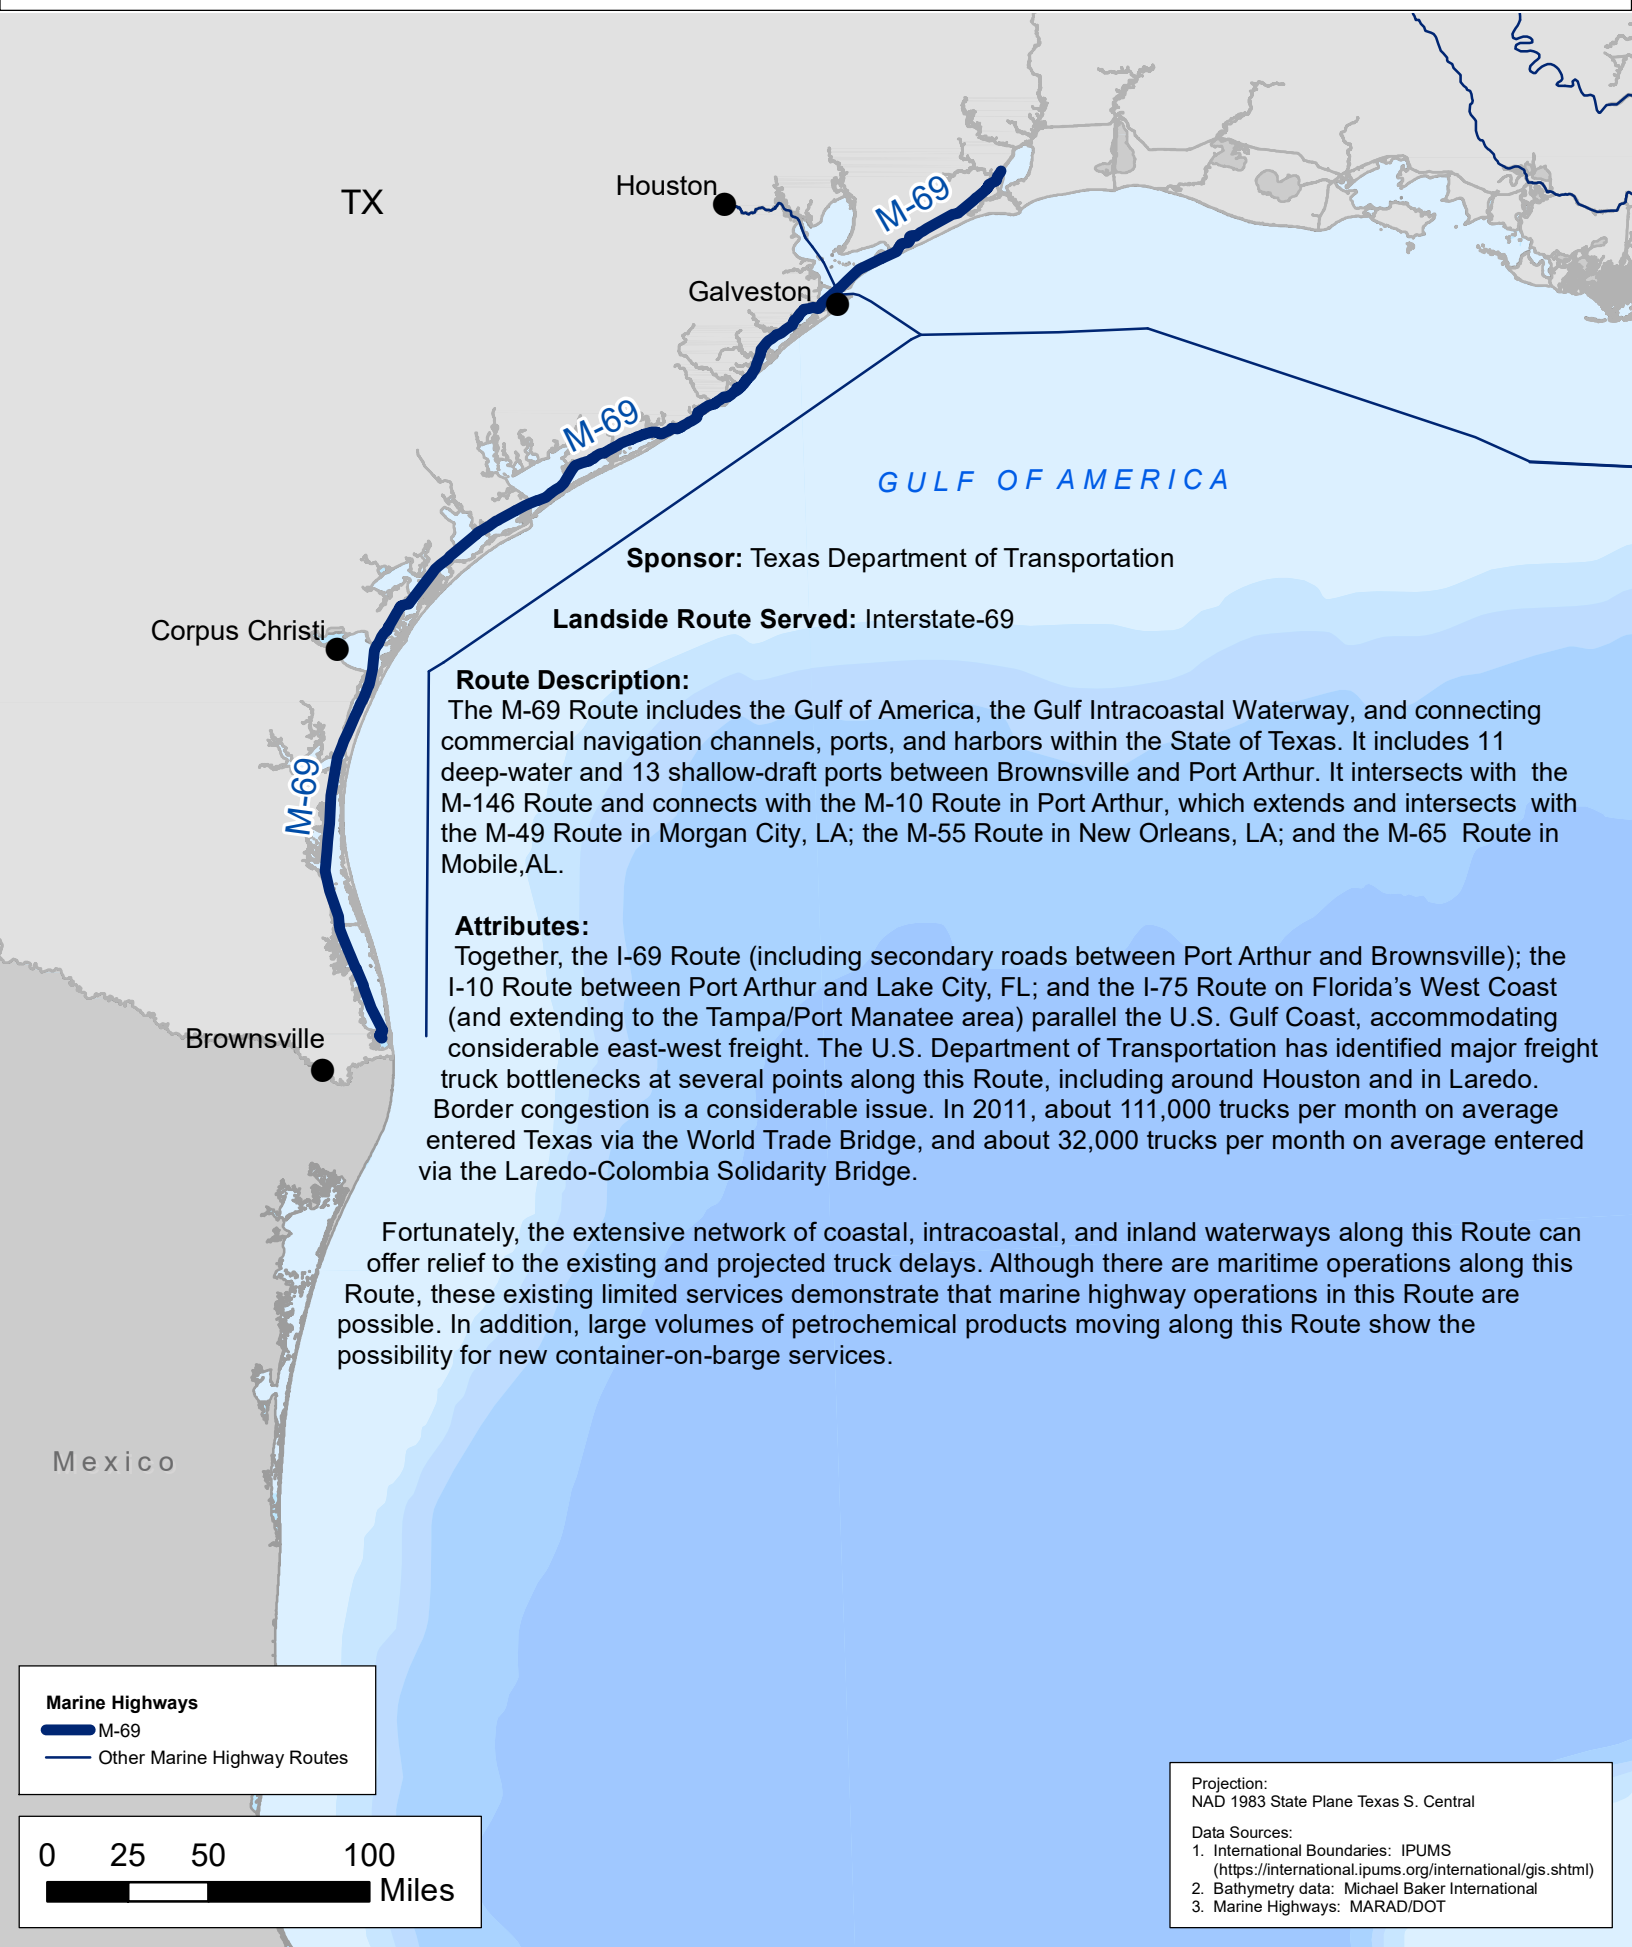 TX
Houston
M-69
Galveston
M-69
GULF OF AMERICA
Sponsor: Texas Department of Transportation
Landside Route Served: Interstate-69
Corpus Christi
Route Description:
The M-69 Route includes the Gulf of America, the Gulf Intracoastal Waterway, and connecting
commercial navigation channels, ports, and harbors within the State of Texas. It includes 11
deep-water and 13 shallow-draft ports between Brownsville and Port Arthur. It intersects with the
M-146 Route and connects with the M-10 Route in Port Arthur, which extends and intersects with
the M-49 Route in Morgan City, LA; the M-55 Route in New Orleans, LA; and the M-65 Route in
Mobile,AL.
M-69
Attributes:
Together, the I-69 Route (including secondary roads between Port Arthur and Brownsville); the
I-10 Route between Port Arthur and Lake City, FL; and the I-75 Route on Florida’s West Coast
(and extending to the Tampa/Port Manatee area) parallel the U.S. Gulf Coast, accommodating
considerable east-west freight. The U.S. Department of Transportation has identified major freight
truck bottlenecks at several points along this Route, including around Houston and in Laredo.
Border congestion is a considerable issue. In 2011, about 111,000 trucks per month on average
entered Texas via the World Trade Bridge, and about 32,000 trucks per month on average entered
via the Laredo-Colombia Solidarity Bridge.
Brownsville
Fortunately, the extensive network of coastal, intracoastal, and inland waterways along this Route can
offer relief to the existing and projected truck delays. Although there are maritime operations along this
Route, these existing limited services demonstrate that marine highway operations in this Route are
possible. In addition, large volumes of petrochemical products moving along this Route show the
possibility for new container-on-barge services.
Mexico
Marine Highways
M-69
Other Marine Highway Routes
0 25 50 100
Miles
Projection:
NAD 1983 State Plane Texas S. Central
Data Sources:
1. International Boundaries: IPUMS
(https://international.ipums.org/international/gis.shtml)
2. Bathymetry data: Michael Baker International
3. Marine Highways: MARAD/DOT